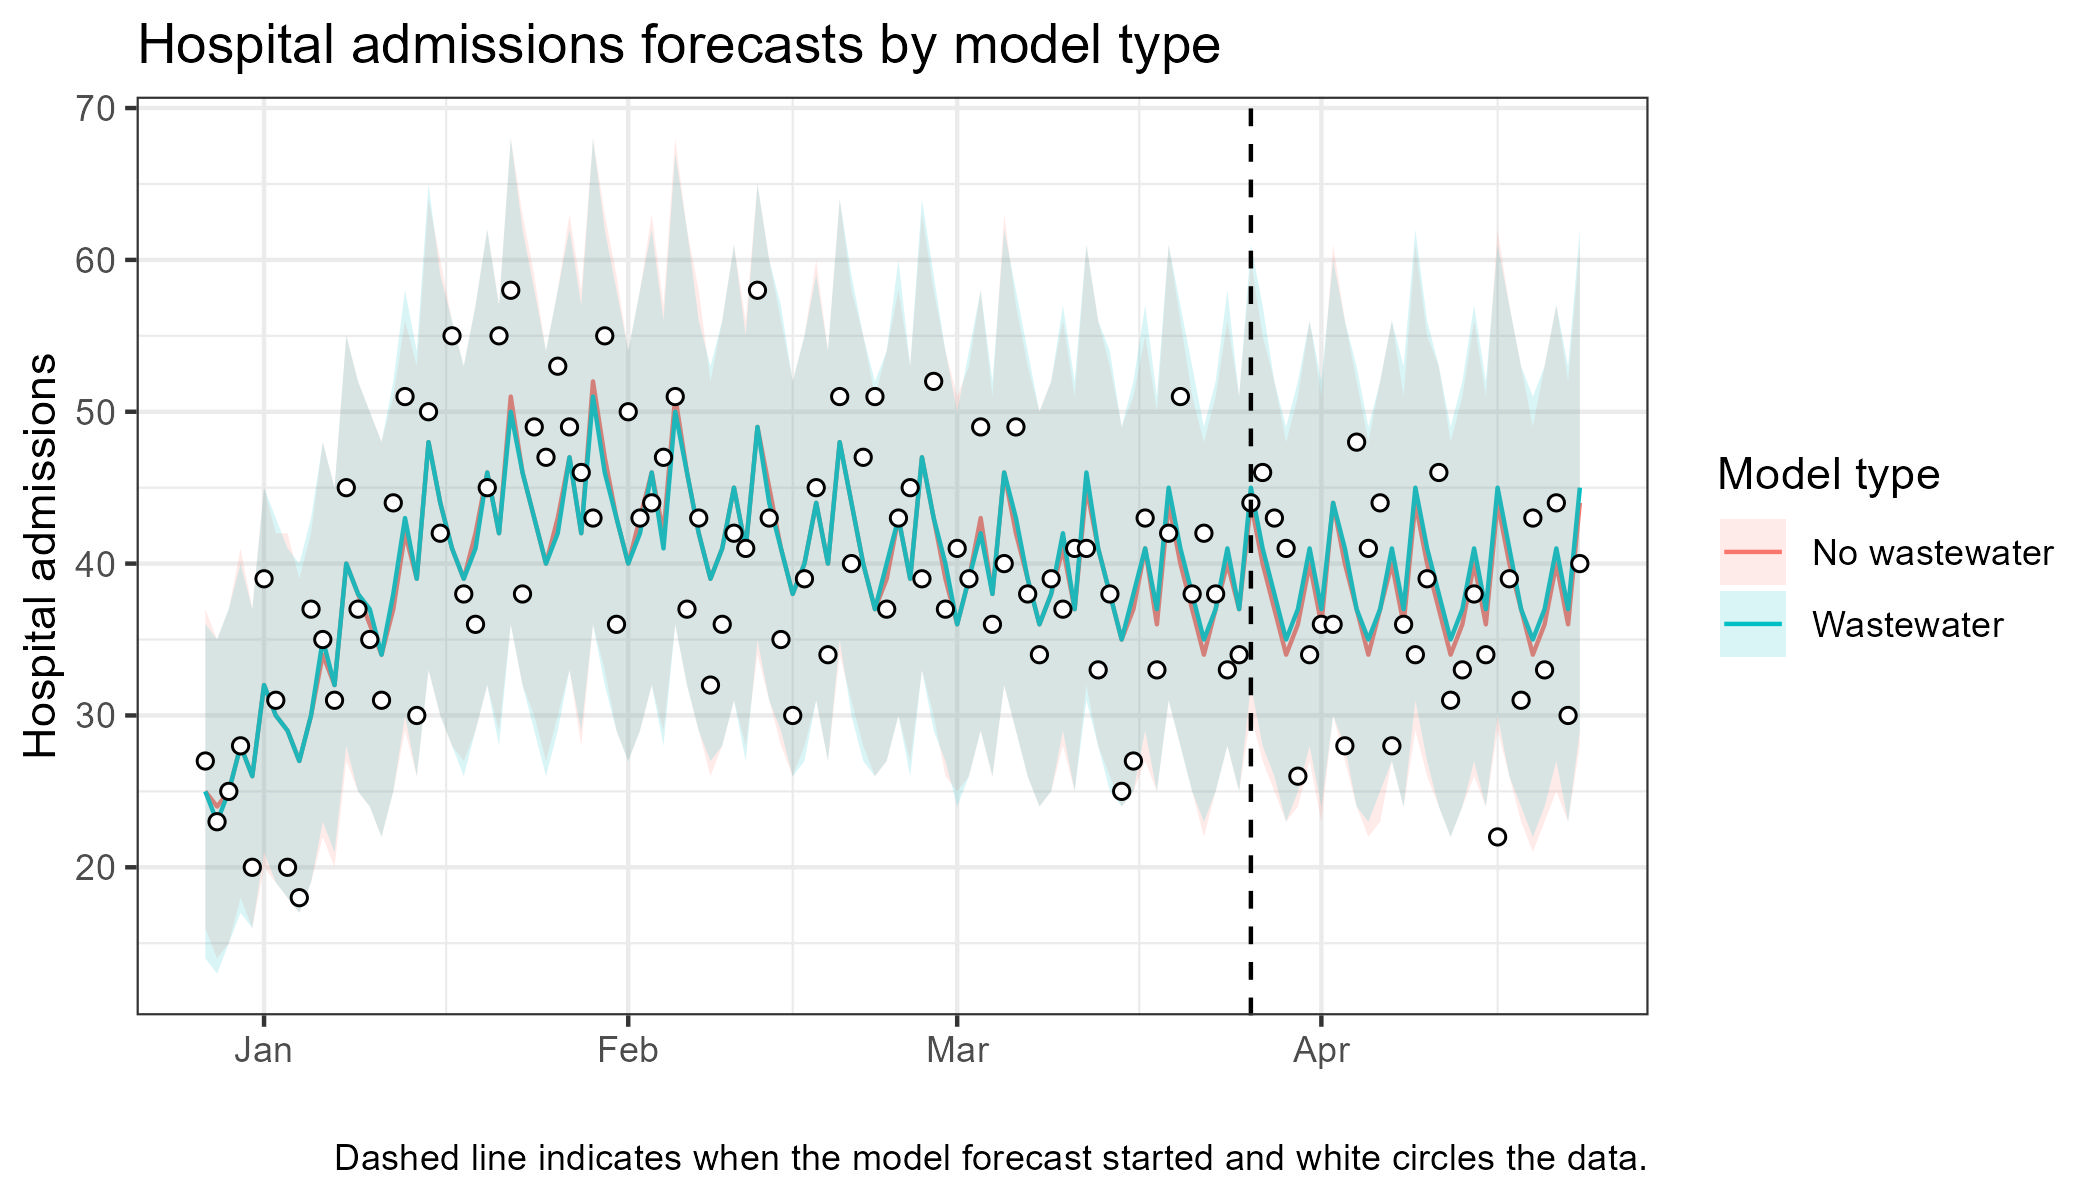 Hospital admissions forecasts by model type
70
60
50
40
30
20
Hospital admissions
Jan Feb Mar Apr
Model type
No wastewater
Wastewater
Dashed line indicates when the model forecast started and white circles the data.